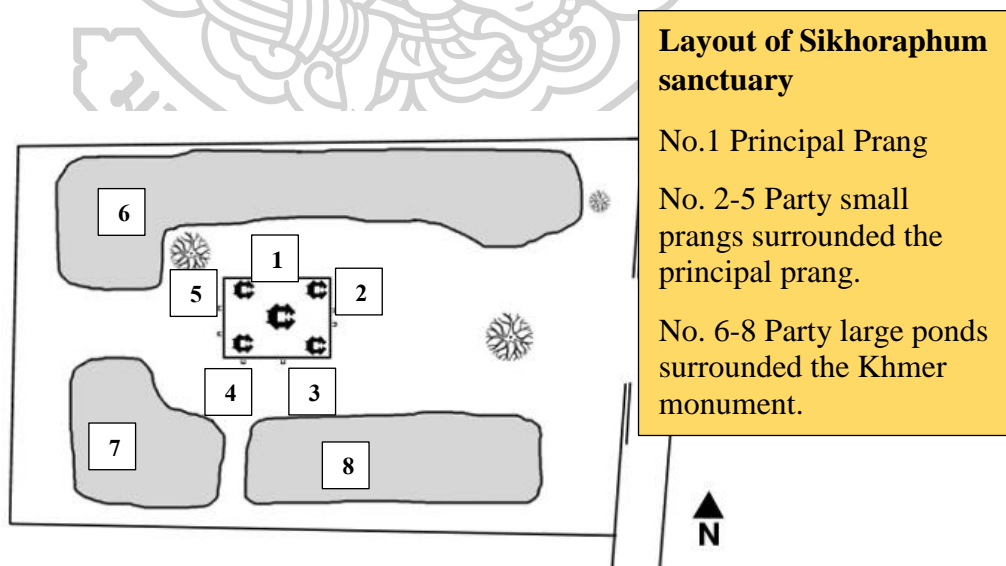 Layout of Sikhoraphum
sanctuary
No.1 Principal Prang
No. 2-5 Party small
prangs surrounded the
principal prang.
No. 6-8 Party large ponds
surrounded the Khmer
monument.
6
1
5
2
4
3
7
8
N